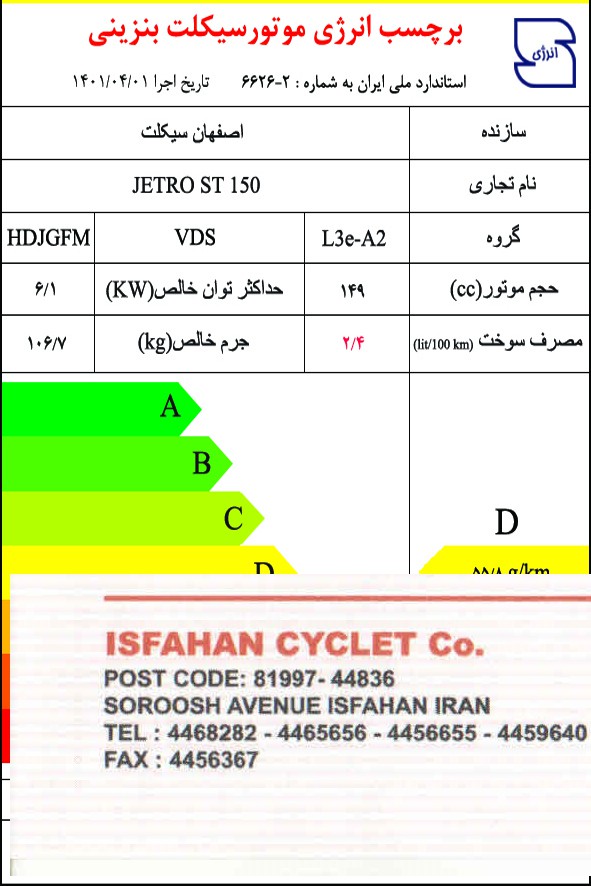 برچسب انرژی موتورسیکلت بنزینی
انرژی
استاندارد ملی ایران به شماره : ۲-۶۶۲۶ تاریخ اجرا ۱۴۰۱/۰۴/۰۱
سازنده اصفهان سیکلت
نام تجاری JETRO ST 150
گروه L3e-A2 VDS HDJGFM
حجم موتور(cc) ۱۴۹ حداکثر توان خالص(KW) ۶/۱
مصرف سوخت (lit/100 km) ۲/۴ جرم خالص(kg) ۱۰۶/۷
A
B
C
D
D
g/km
ISFAHAN CYCLET Co.
POST CODE: 81997- 44836
SOROOSH AVENUE ISFAHAN IRAN
TEL : 4468282 - 4465656 - 4456655 - 4459640
FAX : 4456367